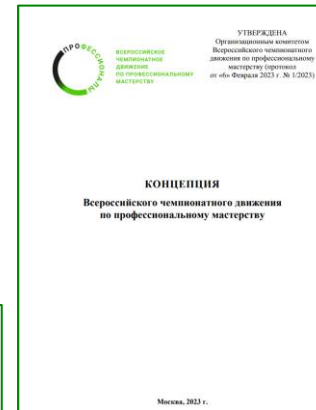 ПРОФЕССИОНАЛЫ
ВСЕРОССИЙСКОЕ
ЧЕМПИОНАТНОЕ
ДВИЖЕНИЕ
ПО ПРОФЕССИОНАЛЬНОМУ
МАСТЕРСТВУ
УТВЕРЖДЕНА
Организационным комитетом
Всероссийского чемпионатного
движения по профессиональному
мастерству (протокол
от «6» Февраля 2023 г. № 1/2023)
КОНЦЕПЦИЯ
Всероссийского чемпионатного движения
по профессиональному мастерству
Москва, 2023 г.